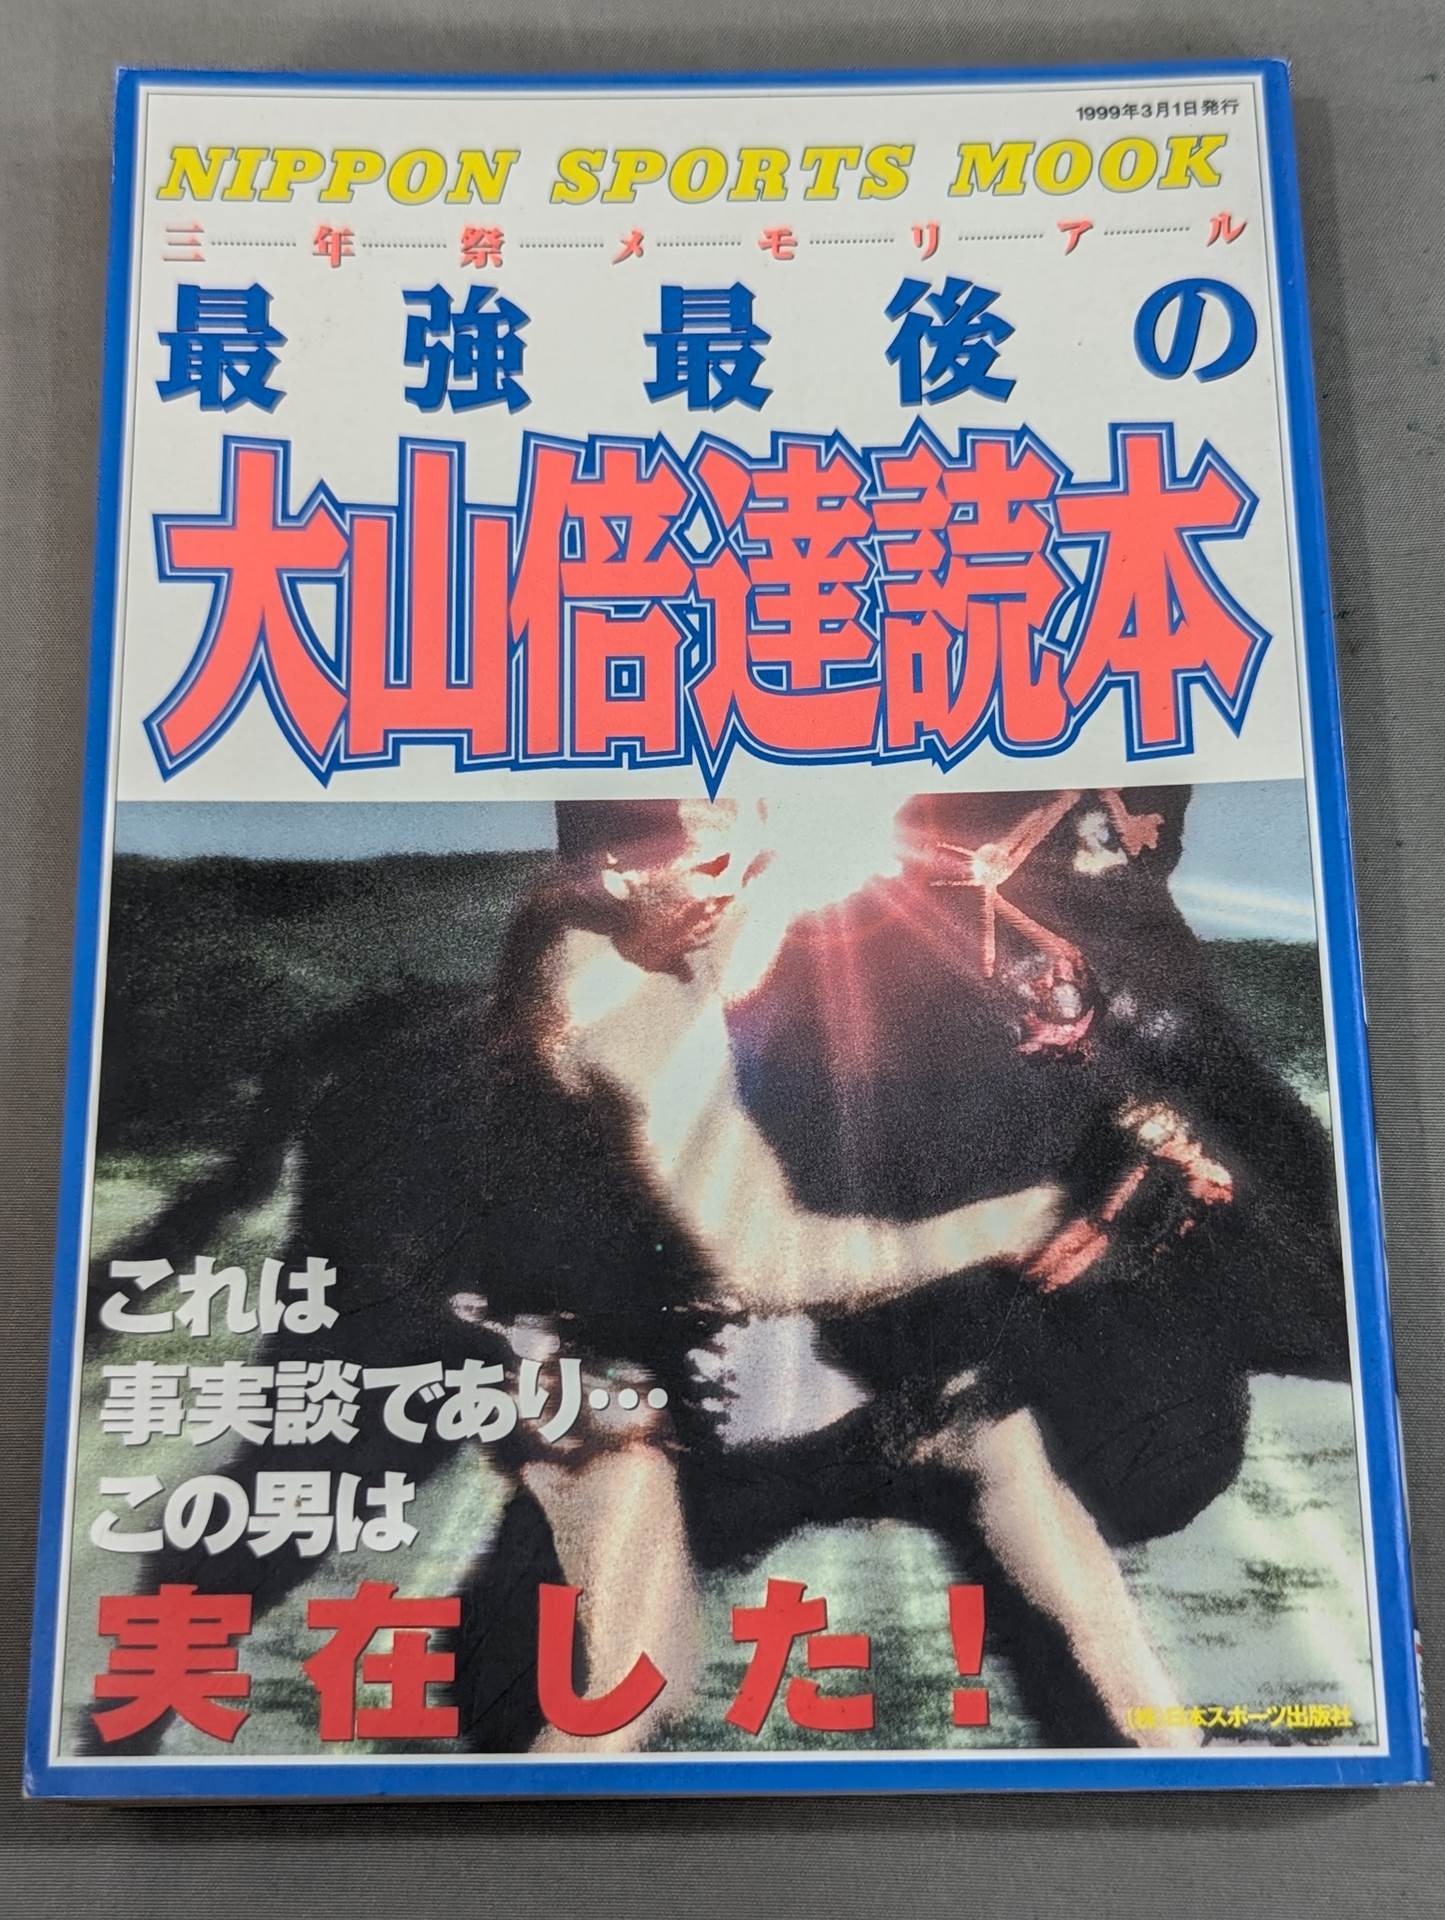 1999年3月1日発行
NIPPON SPORTS MOOK
三年祭メモリアル
最強最後の
大山倍達読本
これは
事実談であり…
この男は
実在した!
(株)日本スポーツ出版社